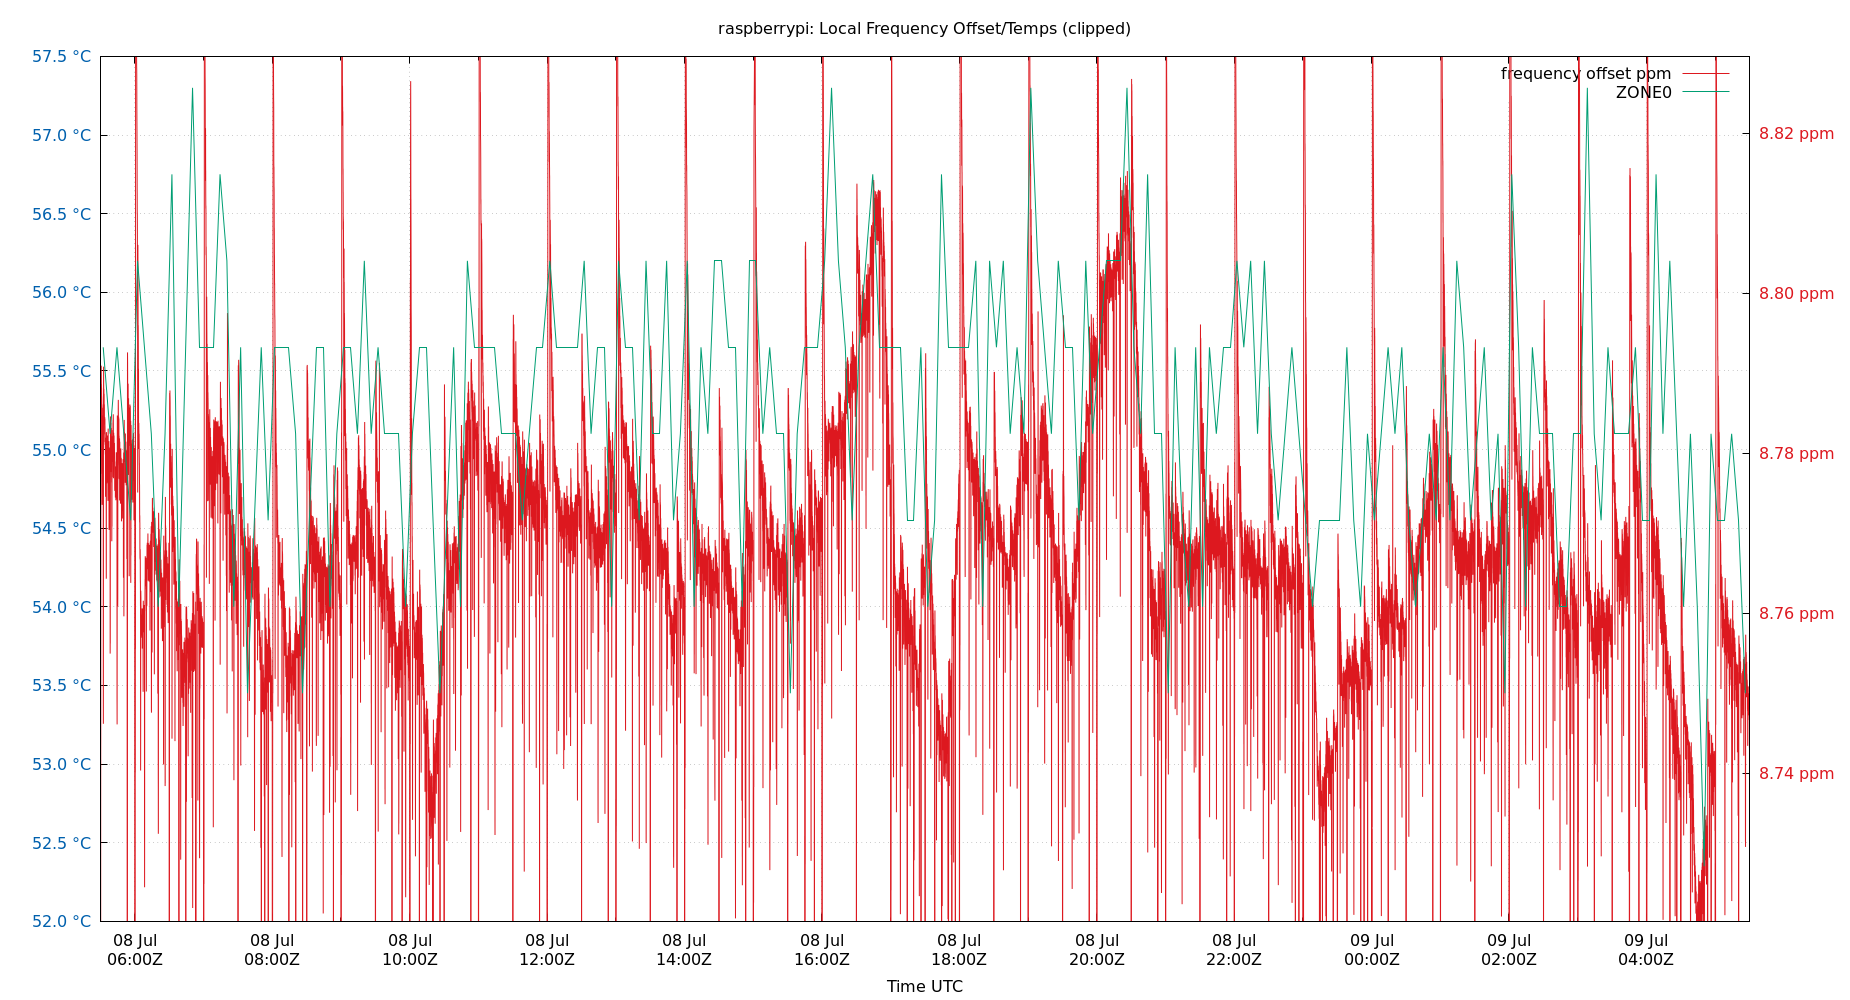 raspberrypi: Local Frequency Offset/Temps (clipped)
57.5 °C
57.0 °C
56.5 °C
56.0 °C
55.5 °C
55.0 °C
54.5 °C
54.0 °C
53.5 °C
53.0 °C
52.5 °C
52.0 °C
frequency offset ppm
ZONE0
8.82 ppm
8.80 ppm
8.78 ppm
8.76 ppm
8.74 ppm
08 Jul 08 Jul 08 Jul 08 Jul 08 Jul 08 Jul 08 Jul 08 Jul 08 Jul 09 Jul 09 Jul 09 Jul
06:00Z 08:00Z 10:00Z 12:00Z 14:00Z 16:00Z 18:00Z 20:00Z 22:00Z 00:00Z 02:00Z 04:00Z
Time UTC